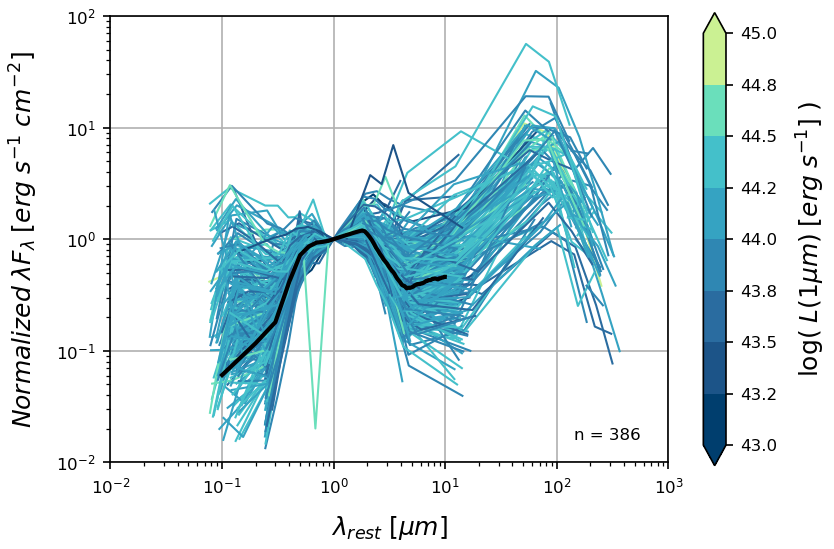 10²
10¹
10⁰
10⁻¹
10⁻²
Normalized λF_λ [erg s⁻¹ cm⁻²]
n = 386
10⁻² 10⁻¹ 10⁰ 10¹ 10² 10³
λ_rest [μm]
45.0
44.8
44.5
44.2
44.0
43.8
43.5
43.2
43.0
log( L(1μm) [erg s⁻¹] )